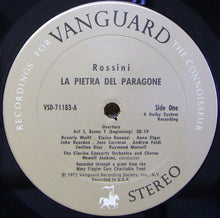 VANGUARD
RECORDINGS FOR THE CONNOISSEUR
Rossini
LA PIETRA DEL PARAGONE
VSD-71183-A
Side One
A Dolby System
Recording
Overture
Act I, Scene 1 (beginning) 28:19
Beverly Wolff · Elaine Bonazzi · Anne Elgar
John Reardon · Jose Carreras · Andrew Foldi
Justino Diaz · Raymond Murcell
The Clarion Concerts Orchestra and Chorus
Newell Jenkins, conductor
Recorded through a grant from the
Mary Flagler Cary Charitable Trust
© 1973 Vanguard Recording Society, Inc., N.Y.
Recorded in U.S.A.
STEREO